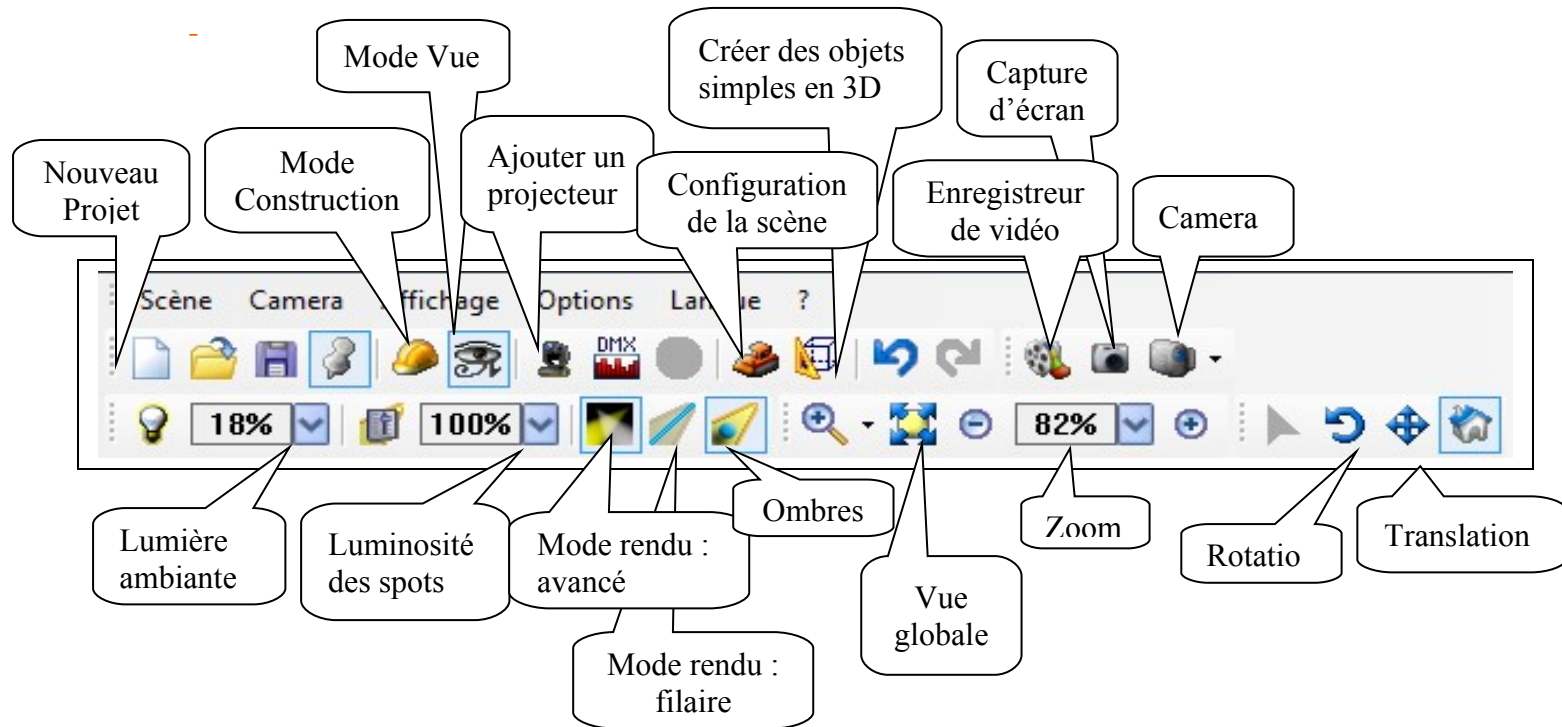 Mode Vue
Créer des objets
simples en 3D
Capture
d’écran
Nouveau
Projet
Mode
Construction
Ajouter un
projecteur
Configuration
de la scène
Enregistreur
de vidéo
Camera
Scène Camera ffichage Options Lan ue ?
DMX
18% 100% 82%
Lumière
ambiante
Luminosité
des spots
Mode rendu :
avancé
Ombres
Zoom
Rotatio
Translation
Vue
globale
Mode rendu :
filaire